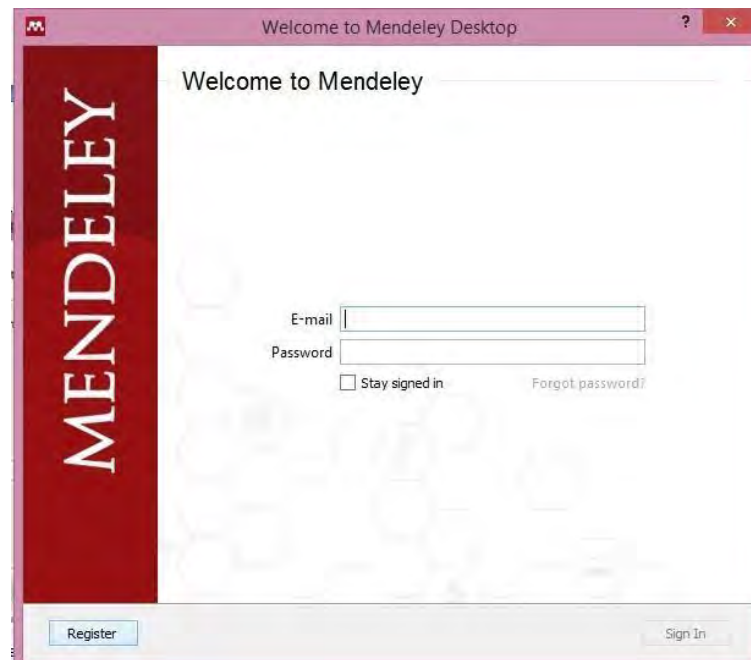 Welcome to Mendeley Desktop
?
Welcome to Mendeley
MENDELEY
E-mail
Password
Stay signed in
Forgot password?
Register
Sign In